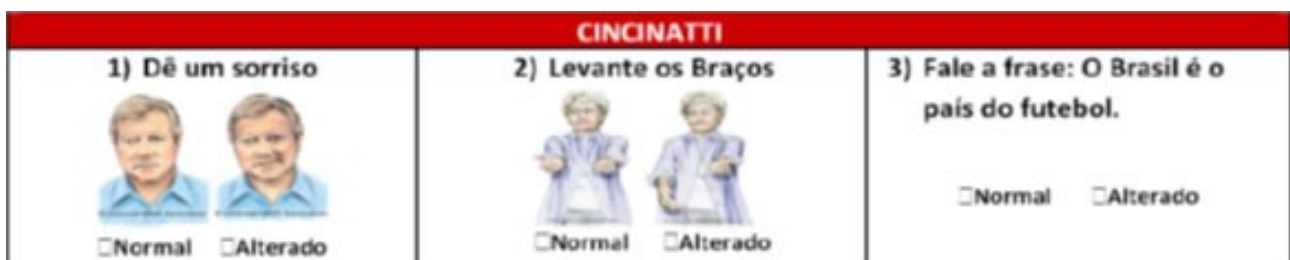 CINCINATTI
1) Dê um sorriso
☐Normal ☐Alterado
2) Levante os Braços
☐Normal ☐Alterado
3) Fale a frase: O Brasil é o
país do futebol.
☐Normal ☐Alterado